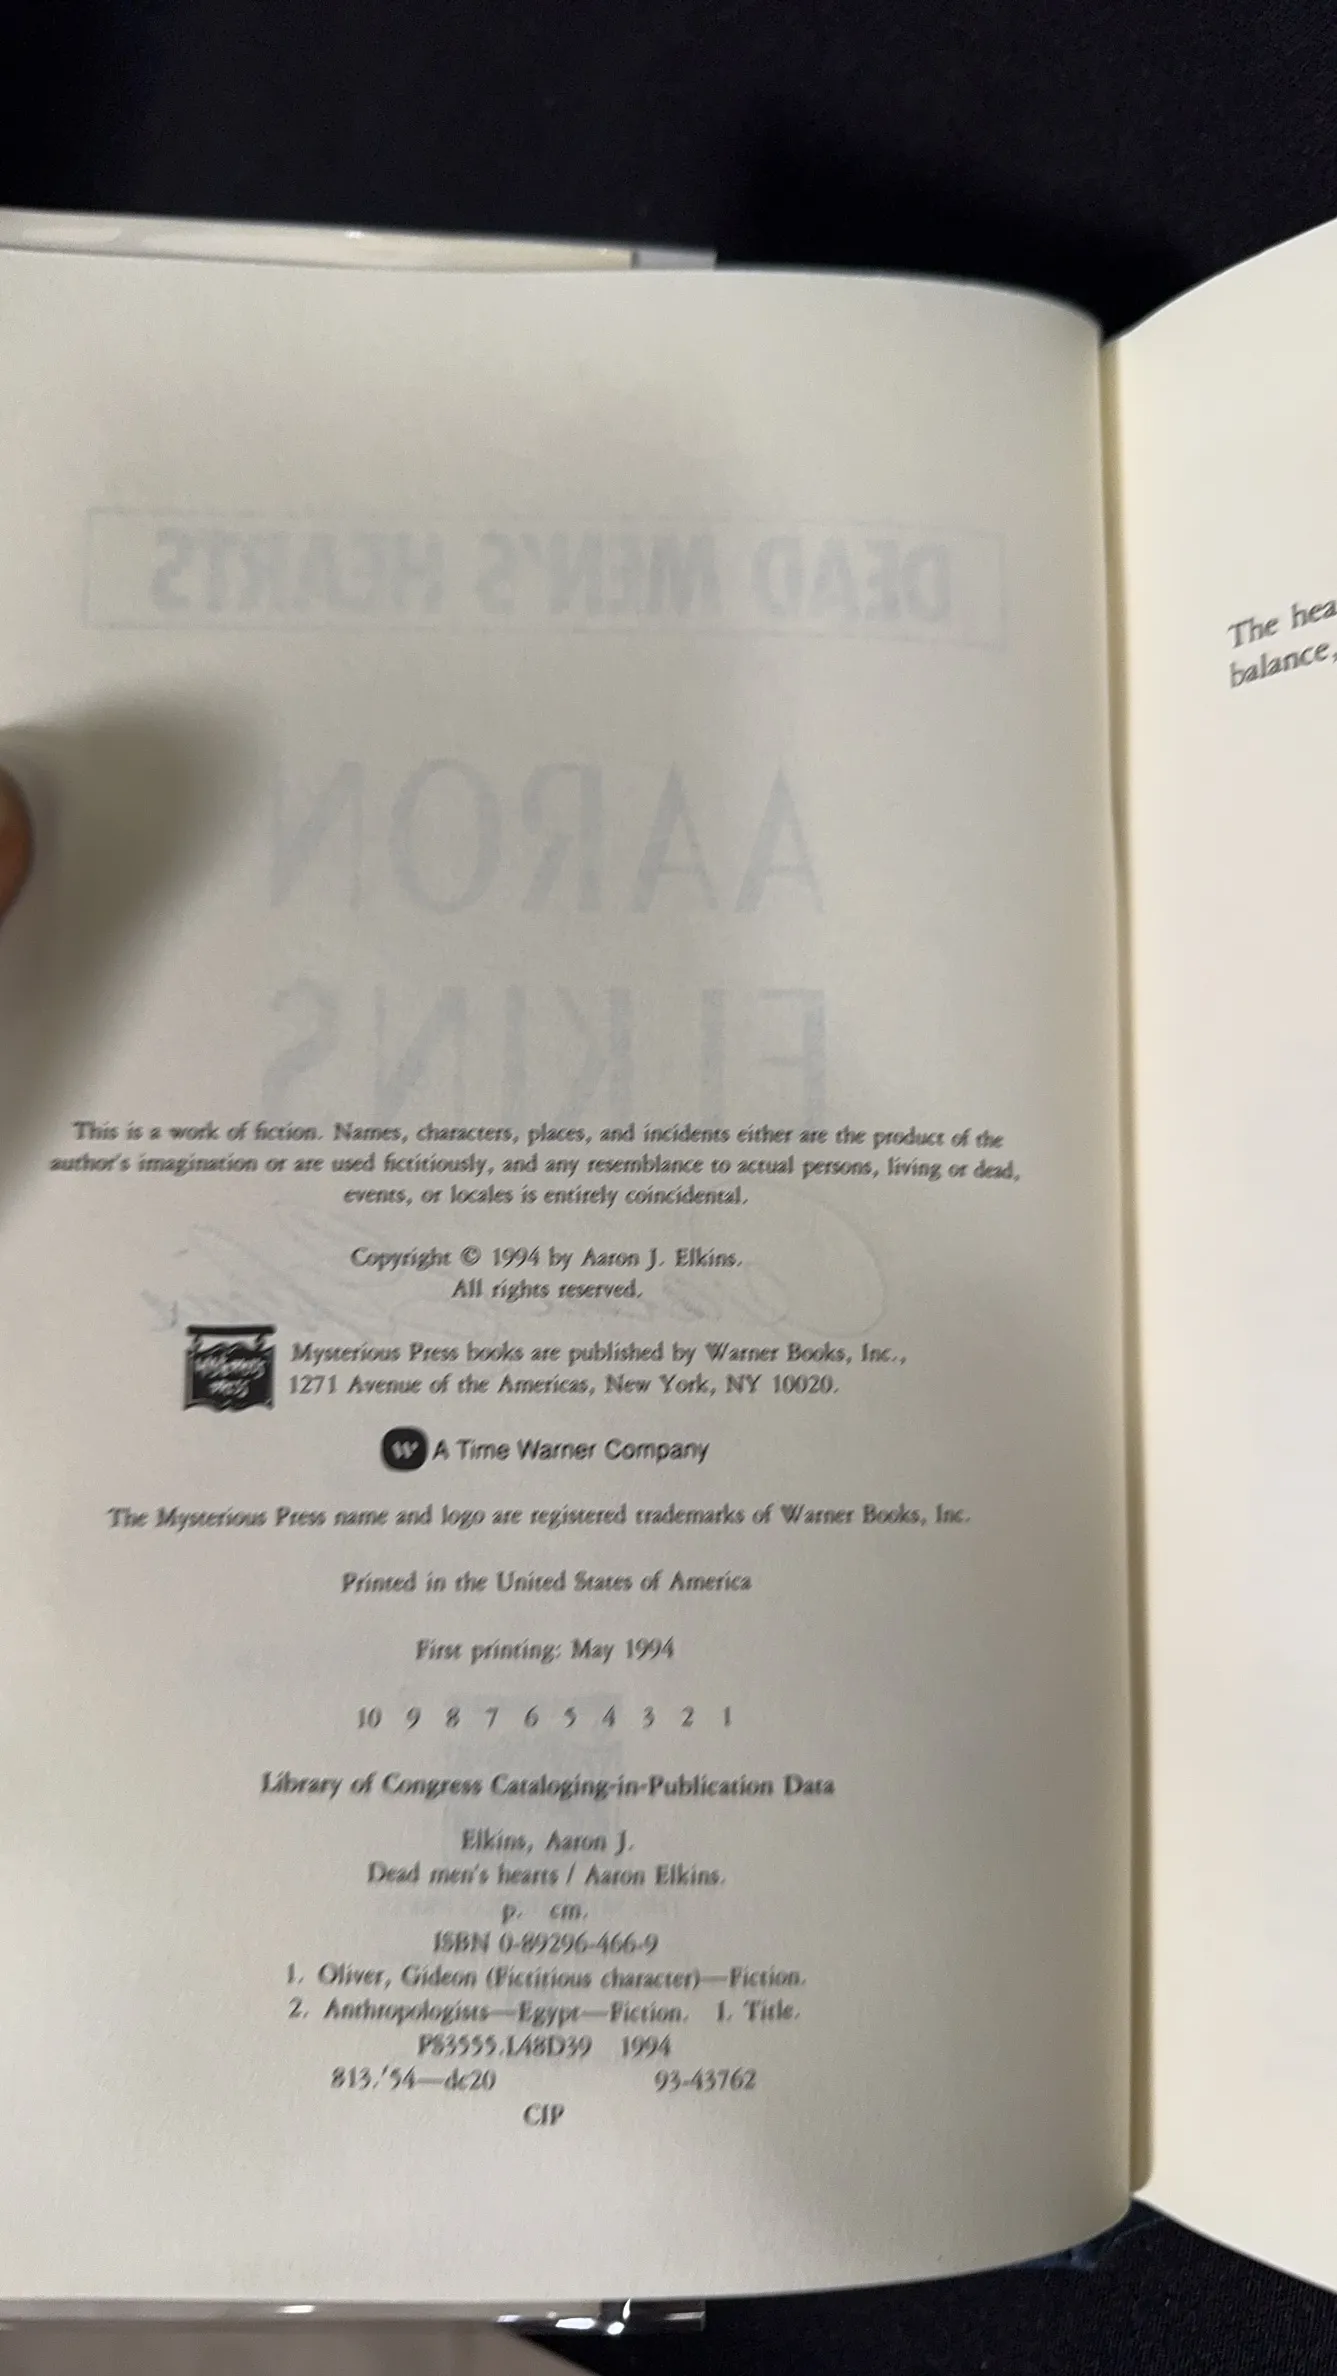 DEAD MEN'S HEARTS
AARON
ELKINS
This is a work of fiction. Names, characters, places, and incidents either are the product of the
author's imagination or are used fictitiously, and any resemblance to actual persons, living or dead,
events, or locales is entirely coincidental.
Copyright © 1994 by Aaron J. Elkins.
All rights reserved.
Mysterious Press books are published by Warner Books, Inc.,
1271 Avenue of the Americas, New York, NY 10020.
W A Time Warner Company
The Mysterious Press name and logo are registered trademarks of Warner Books, Inc.
Printed in the United States of America
First printing: May 1994
10 9 8 7 6 5 4 3 2 1
Library of Congress Cataloging-in-Publication Data
Elkins, Aaron J.
Dead men's hearts / Aaron Elkins.
p. cm.
ISBN 0-89296-466-9
1. Oliver, Gideon (Fictitious character)—Fiction.
2. Anthropologists—Egypt—Fiction. I. Title.
PS3555.L48D39 1994
813.'54—dc20 93-43762
CIP
The hea
balance,